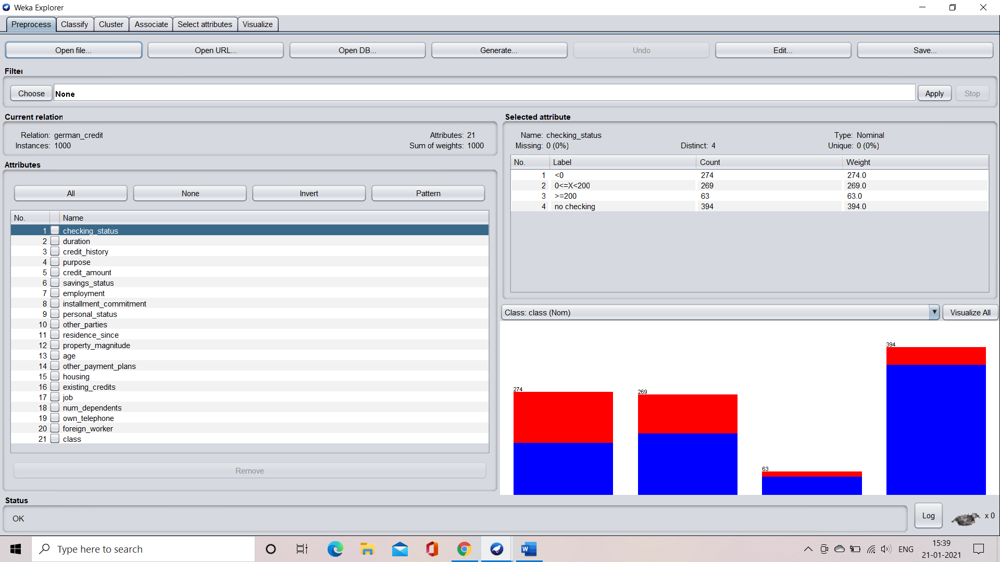 Weka Explorer
Preprocess Classify Cluster Associate Select attributes Visualize
Open file... Open URL... Open DB... Generate... Undo Edit... Save...
Filter
Choose None Apply Stop
Current relation
Relation: german_credit Attributes: 21
Instances: 1000 Sum of weights: 1000
Attributes
All None Invert Pattern
No. Name
1 checking_status
2 duration
3 credit_history
4 purpose
5 credit_amount
6 savings_status
7 employment
8 installment_commitment
9 personal_status
10 other_parties
11 residence_since
12 property_magnitude
13 age
14 other_payment_plans
15 housing
16 existing_credits
17 job
18 num_dependents
19 own_telephone
20 foreign_worker
21 class
Remove
Selected attribute
Name: checking_status Type: Nominal
Missing: 0 (0%) Distinct: 4 Unique: 0 (0%)
No. Label Count Weight
1 <0 274 274.0
2 0<=X<200 269 269.0
3 >=200 63 63.0
4 no checking 394 394.0
Class: class (Nom) Visualize All
274
269
63
394
Status
OK
Log x 0
Type here to search
ENG
15:39
21-01-2021